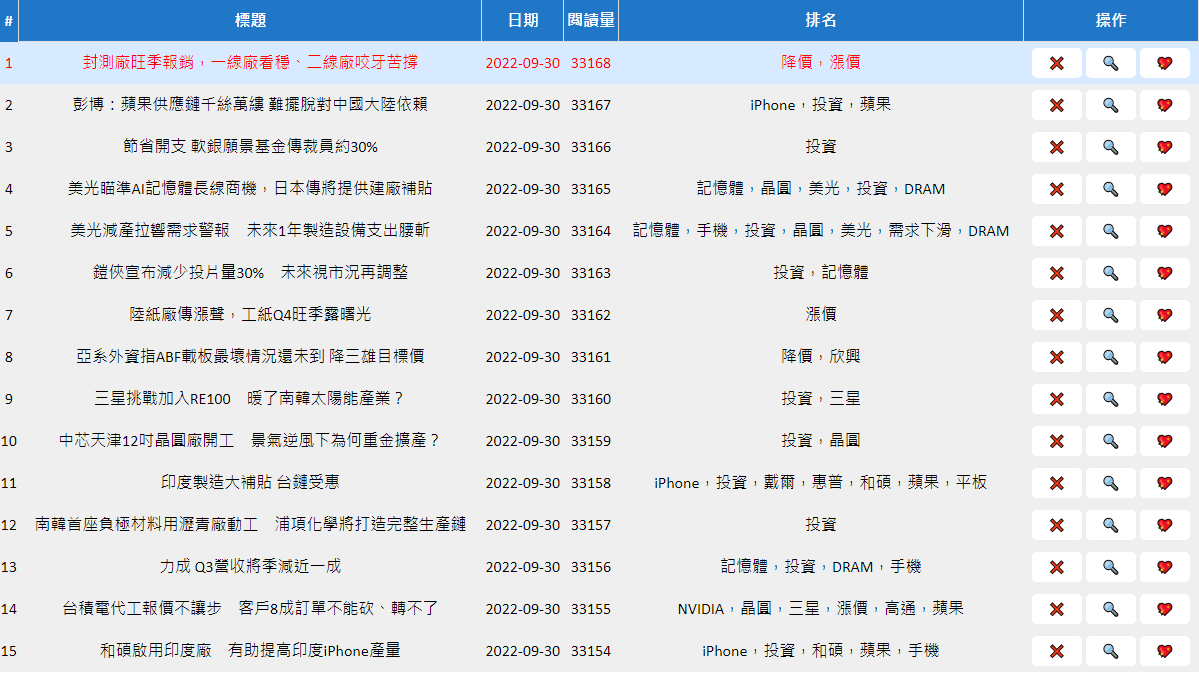 # 標題 日期 閱讀量 排名 操作
1 封測廠旺季報銷，一線廠看穩、二線廠咬牙苦撐 2022-09-30 33168 降價，漲價
2 彭博：蘋果供應鏈千絲萬縷 難擺脫對中國大陸依賴 2022-09-30 33167 iPhone，投資，蘋果
3 節省開支 軟銀願景基金傳裁員約30% 2022-09-30 33166 投資
4 美光瞄準AI記憶體長線商機，日本傳將提供建廠補貼 2022-09-30 33165 記憶體，晶圓，美光，投資，DRAM
5 美光減產拉響需求警報　未來1年製造設備支出腰斬 2022-09-30 33164 記憶體，手機，投資，晶圓，美光，需求下滑，DRAM
6 鎧俠宣布減少投片量30%　未來視市況再調整 2022-09-30 33163 投資，記憶體
7 陸紙廠傳漲聲，工紙Q4旺季露曙光 2022-09-30 33162 漲價
8 亞系外資指ABF載板最壞情況還未到 降三雄目標價 2022-09-30 33161 降價，欣興
9 三星挑戰加入RE100　暖了南韓太陽能產業？ 2022-09-30 33160 投資，三星
10 中芯天津12吋晶圓廠開工　景氣逆風下為何重金擴產？ 2022-09-30 33159 投資，晶圓
11 印度製造大補貼 台鏈受惠 2022-09-30 33158 iPhone，投資，戴爾，惠普，和碩，蘋果，平板
12 南韓首座負極材料用瀝青廠動工　浦項化學將打造完整生產鏈 2022-09-30 33157 投資
13 力成 Q3營收將季減近一成 2022-09-30 33156 記憶體，投資，DRAM，手機
14 台積電代工報價不讓步　客戶8成訂單不能砍、轉不了 2022-09-30 33155 NVIDIA，晶圓，三星，漲價，高通，蘋果
15 和碩啟用印度廠　有助提高印度iPhone產量 2022-09-30 33154 iPhone，投資，和碩，蘋果，手機